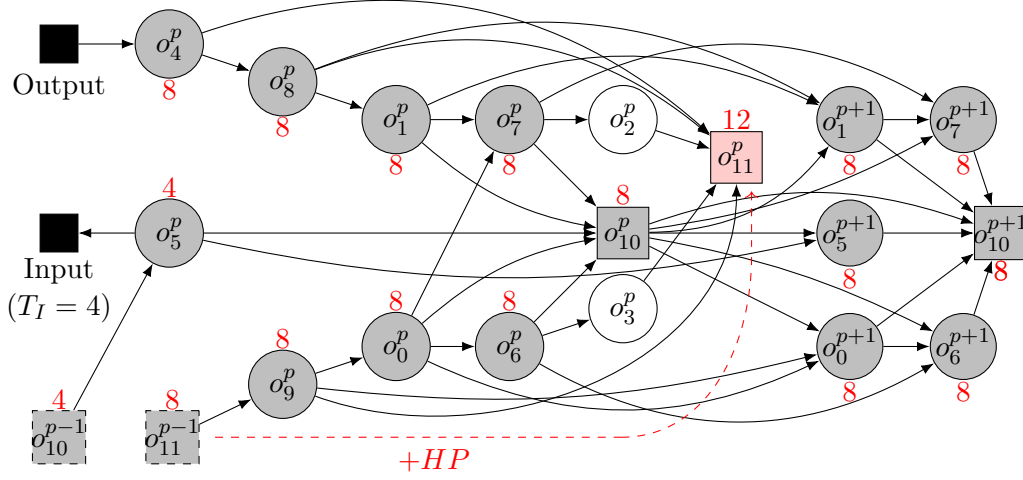 o_4^p
8
Output
o_8^p
8
o_1^p
8
o_7^p
8
o_2^p
12
o_11^p
o_1^{p+1}
8
o_7^{p+1}
8
4
o_5^p
Input
(T_I = 4)
8
o_10^p
o_5^{p+1}
8
o_10^{p+1}
8
8
o_0^p
8
o_6^p
o_3^p
o_0^{p+1}
8
o_6^{p+1}
8
8
o_9^p
4
o_10^{p-1}
8
o_11^{p-1}
+HP